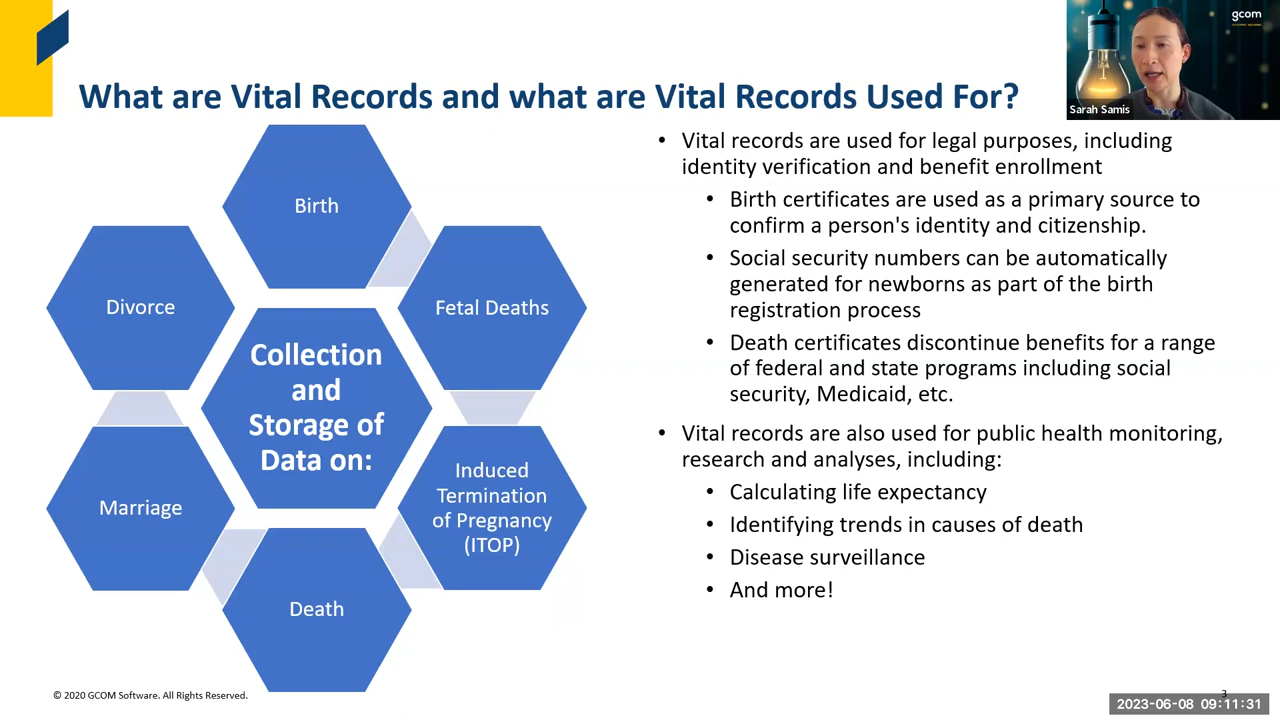 gcom
Sarah Samis
What are Vital Records and what are Vital Records Used For?
Birth
Fetal Deaths
Induced
Termination
of Pregnancy
(ITOP)
Death
Marriage
Divorce
Collection
and
Storage of
Data on:
• Vital records are used for legal purposes, including
identity verification and benefit enrollment
• Birth certificates are used as a primary source to
confirm a person's identity and citizenship.
• Social security numbers can be automatically
generated for newborns as part of the birth
registration process
• Death certificates discontinue benefits for a range
of federal and state programs including social
security, Medicaid, etc.
• Vital records are also used for public health monitoring,
research and analyses, including:
• Calculating life expectancy
• Identifying trends in causes of death
• Disease surveillance
• And more!
© 2020 GCOM Software. All Rights Reserved.
3
2023-06-08 09:11:31